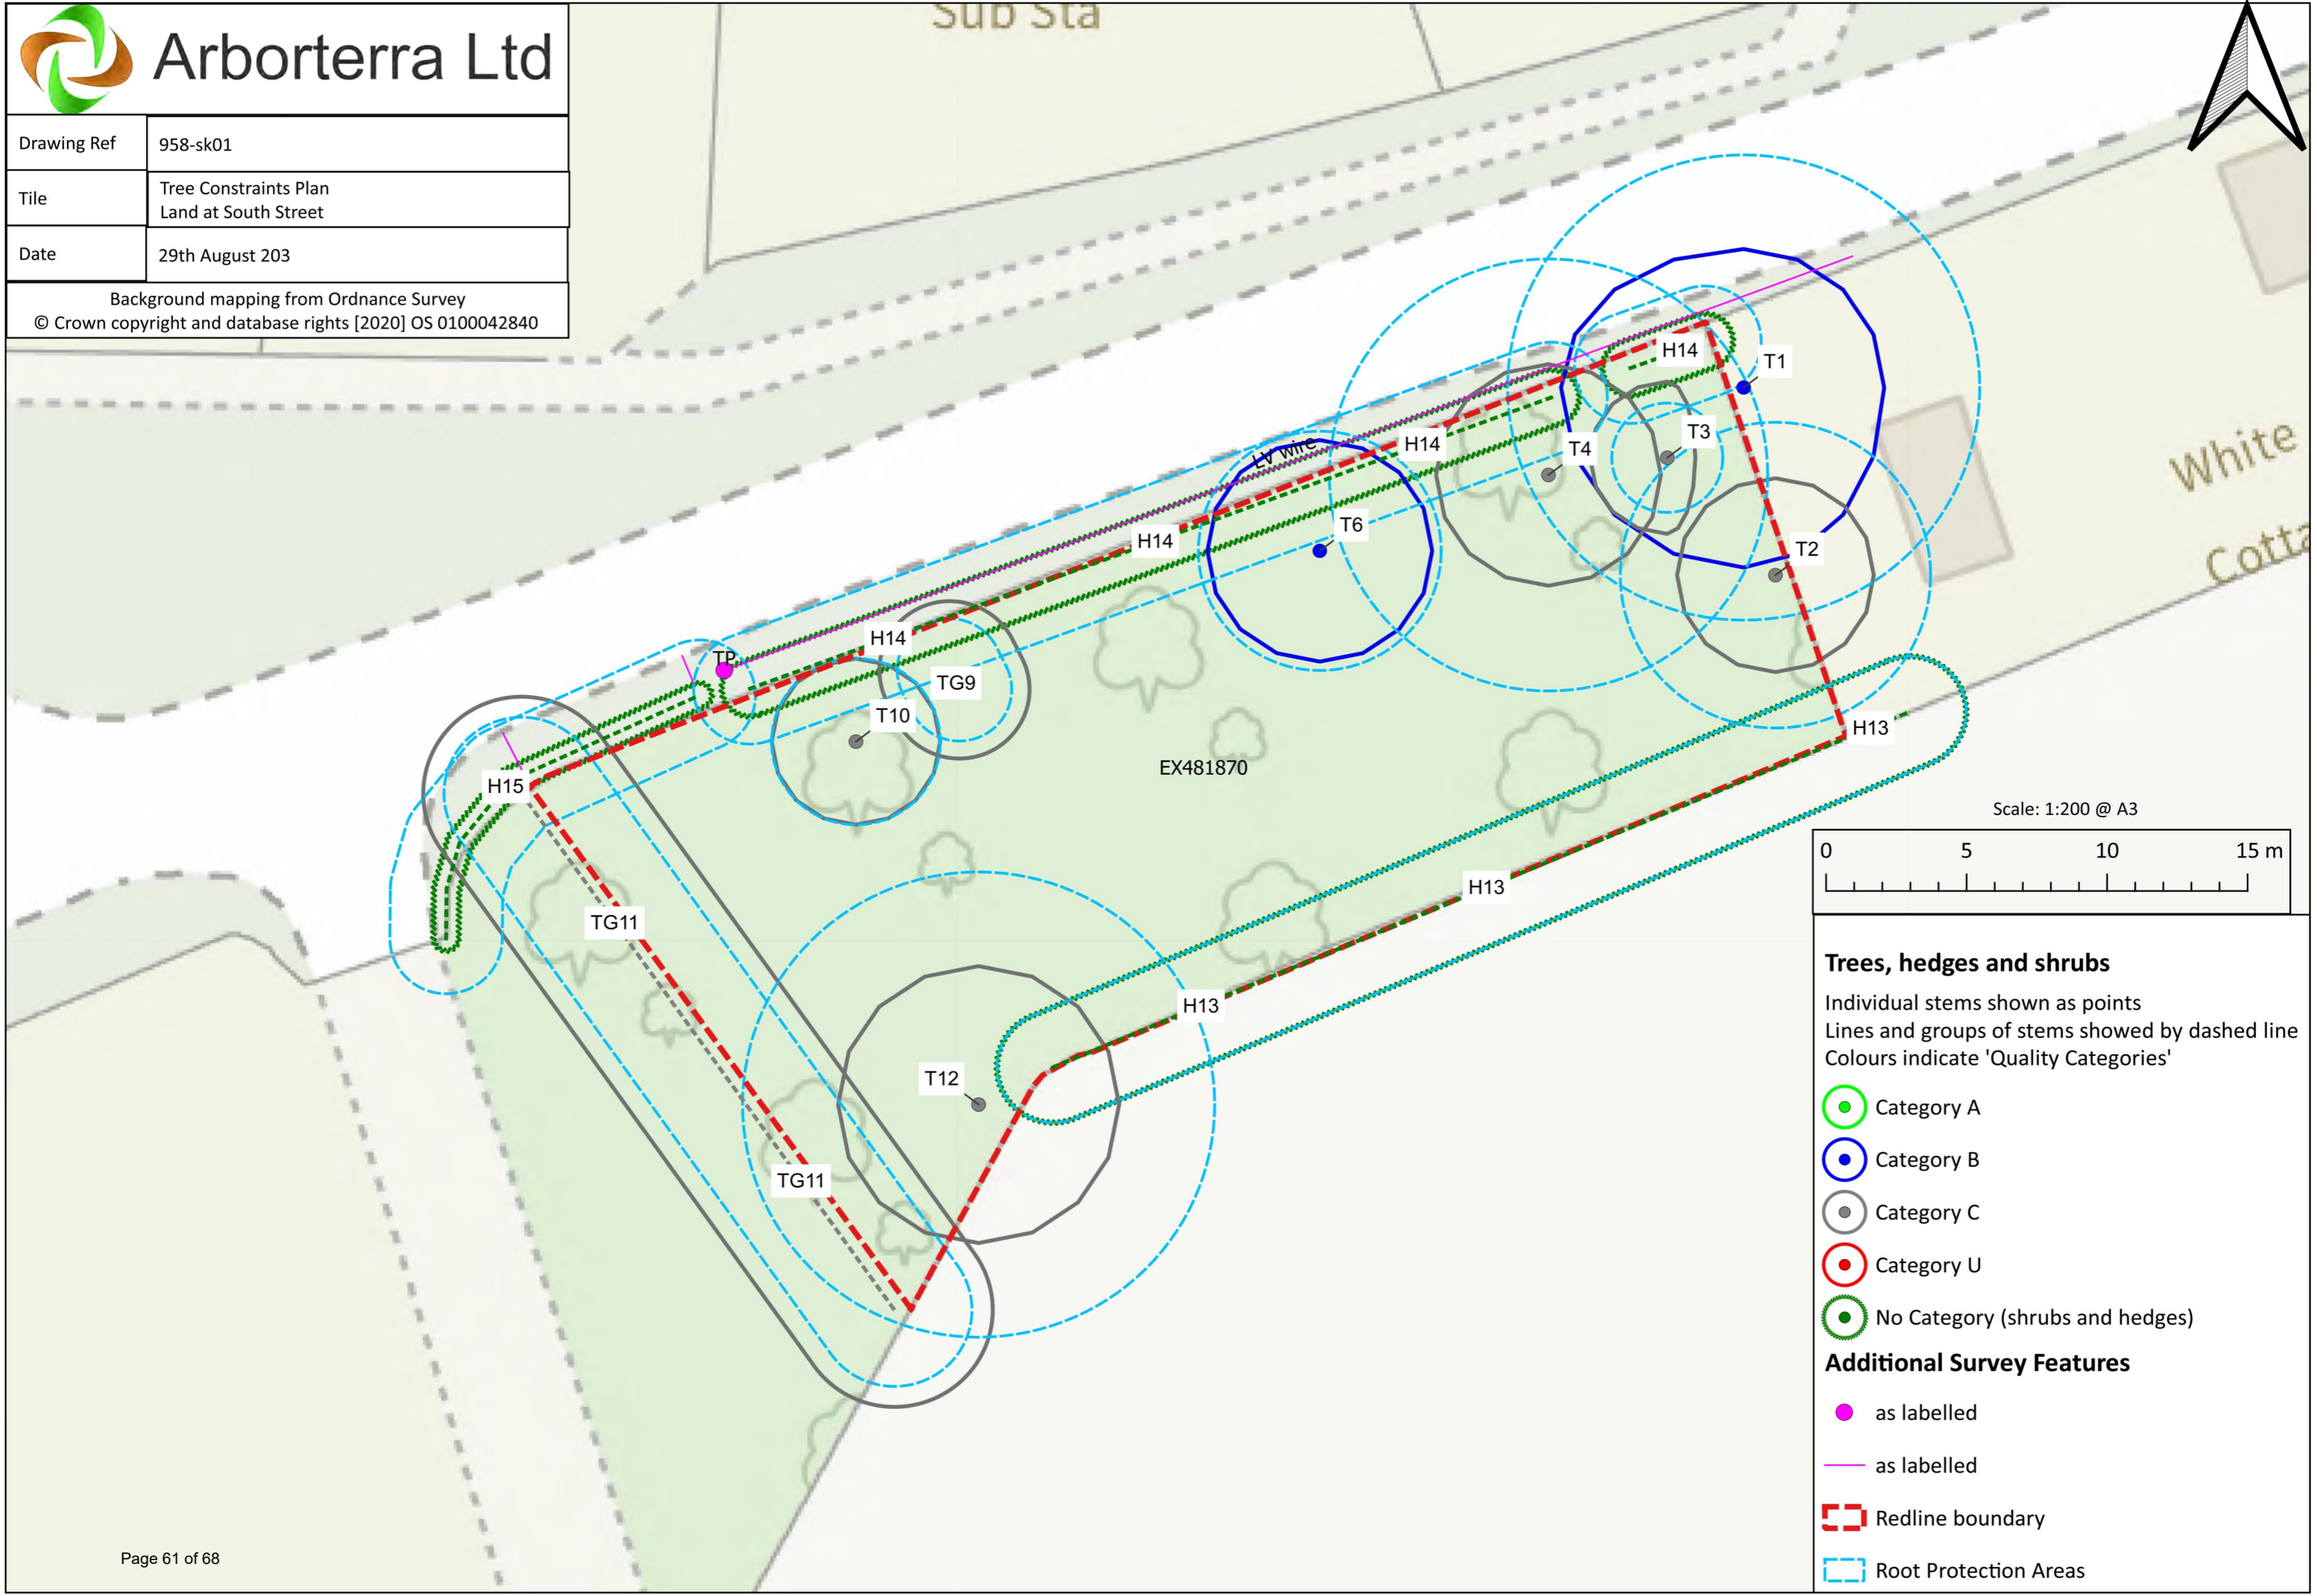 Arborterra Ltd
Drawing Ref
958-sk01
Tile
Tree Constraints Plan
Land at South Street
Date
29th August 203
Background mapping from Ordnance Survey
© Crown copyright and database rights [2020] OS 0100042840
Sub Sta
H14
T1
T3
T4
H14
LV wire
T6
H14
T2
White
Cotta
H14
TP
TG9
T10
H13
EX481870
H15
H13
TG11
H13
T12
TG11
Scale: 1:200 @ A3
0 5 10 15 m
Trees, hedges and shrubs
Individual stems shown as points
Lines and groups of stems showed by dashed line
Colours indicate 'Quality Categories'
Category A
Category B
Category C
Category U
No Category (shrubs and hedges)
Additional Survey Features
as labelled
as labelled
Redline boundary
Root Protection Areas
Page 61 of 68